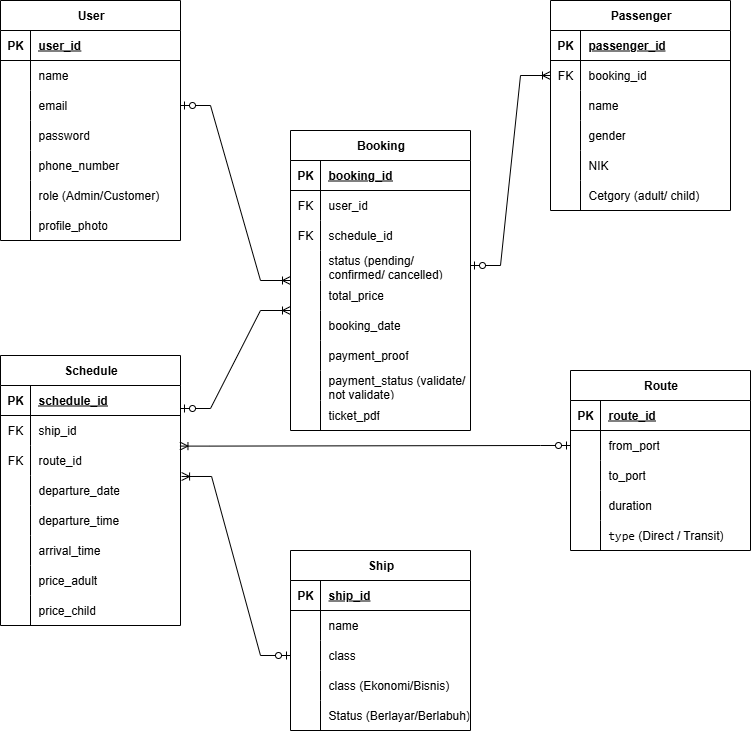 User
PK user_id
name
email
password
phone_number
role (Admin/Customer)
profile_photo
Passenger
PK passenger_id
FK booking_id
name
gender
NIK
Cetgory (adult/ child)
Booking
PK booking_id
FK user_id
FK schedule_id
status (pending/
confirmed/ cancelled)
total_price
booking_date
payment_proof
payment_status (validate/
not validate)
ticket_pdf
Schedule
PK schedule_id
FK ship_id
FK route_id
departure_date
departure_time
arrival_time
price_adult
price_child
Route
PK route_id
from_port
to_port
duration
type (Direct / Transit)
Ship
PK ship_id
name
class
class (Ekonomi/Bisnis)
Status (Berlayar/Berlabuh)